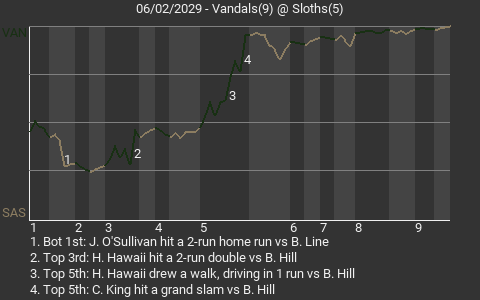 06/02/2029 - Vandals(9) @ Sloths(5)
VAN
4
3
2
1
SAS
1 2 3 4 5 6 7 8 9
1. Bot 1st: J. O'Sullivan hit a 2-run home run vs B. Line
2. Top 3rd: H. Hawaii hit a 2-run double vs B. Hill
3. Top 5th: H. Hawaii drew a walk, driving in 1 run vs B. Hill
4. Top 5th: C. King hit a grand slam vs B. Hill